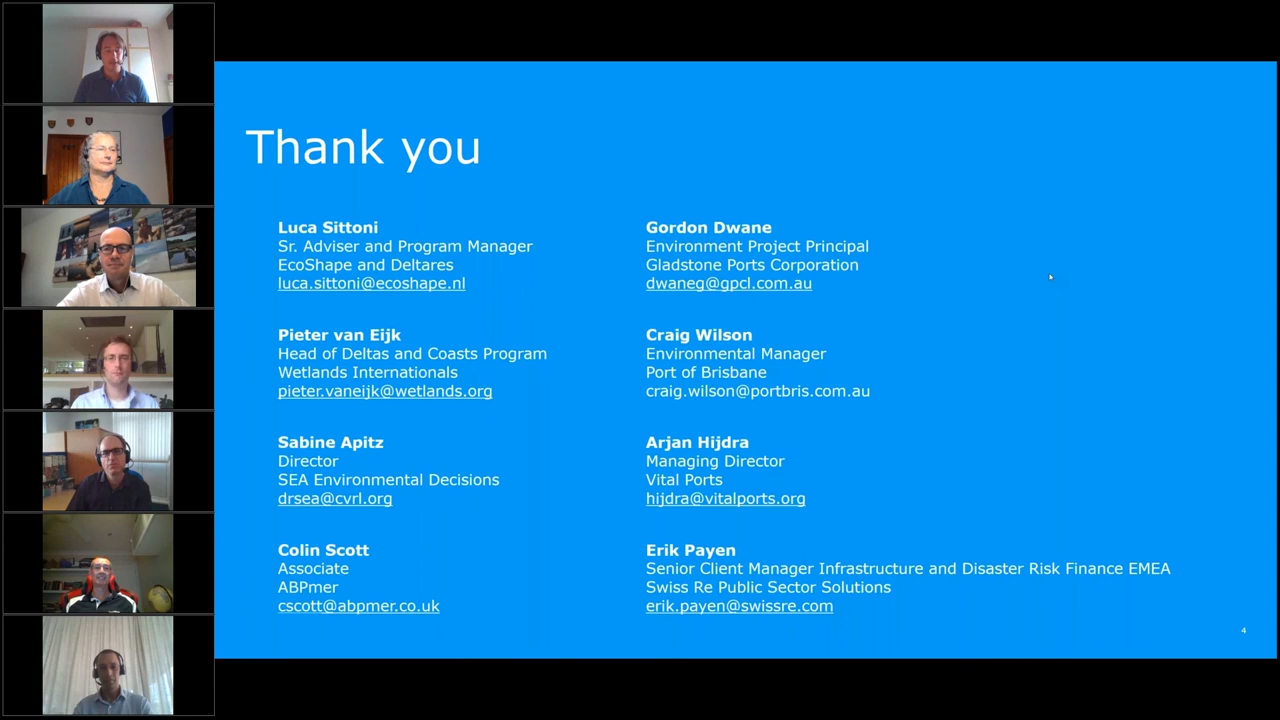 Thank you
Luca Sittoni
Sr. Adviser and Program Manager
EcoShape and Deltares
luca.sittoni@ecoshape.nl
Pieter van Eijk
Head of Deltas and Coasts Program
Wetlands Internationals
pieter.vaneijk@wetlands.org
Sabine Apitz
Director
SEA Environmental Decisions
drsea@cvrl.org
Colin Scott
Associate
ABPmer
cscott@abpmer.co.uk
Gordon Dwane
Environment Project Principal
Gladstone Ports Corporation
dwaneg@gpcl.com.au
Craig Wilson
Environmental Manager
Port of Brisbane
craig.wilson@portbris.com.au
Arjan Hijdra
Managing Director
Vital Ports
hijdra@vitalports.org
Erik Payen
Senior Client Manager Infrastructure and Disaster Risk Finance EMEA
Swiss Re Public Sector Solutions
erik.payen@swissre.com
4